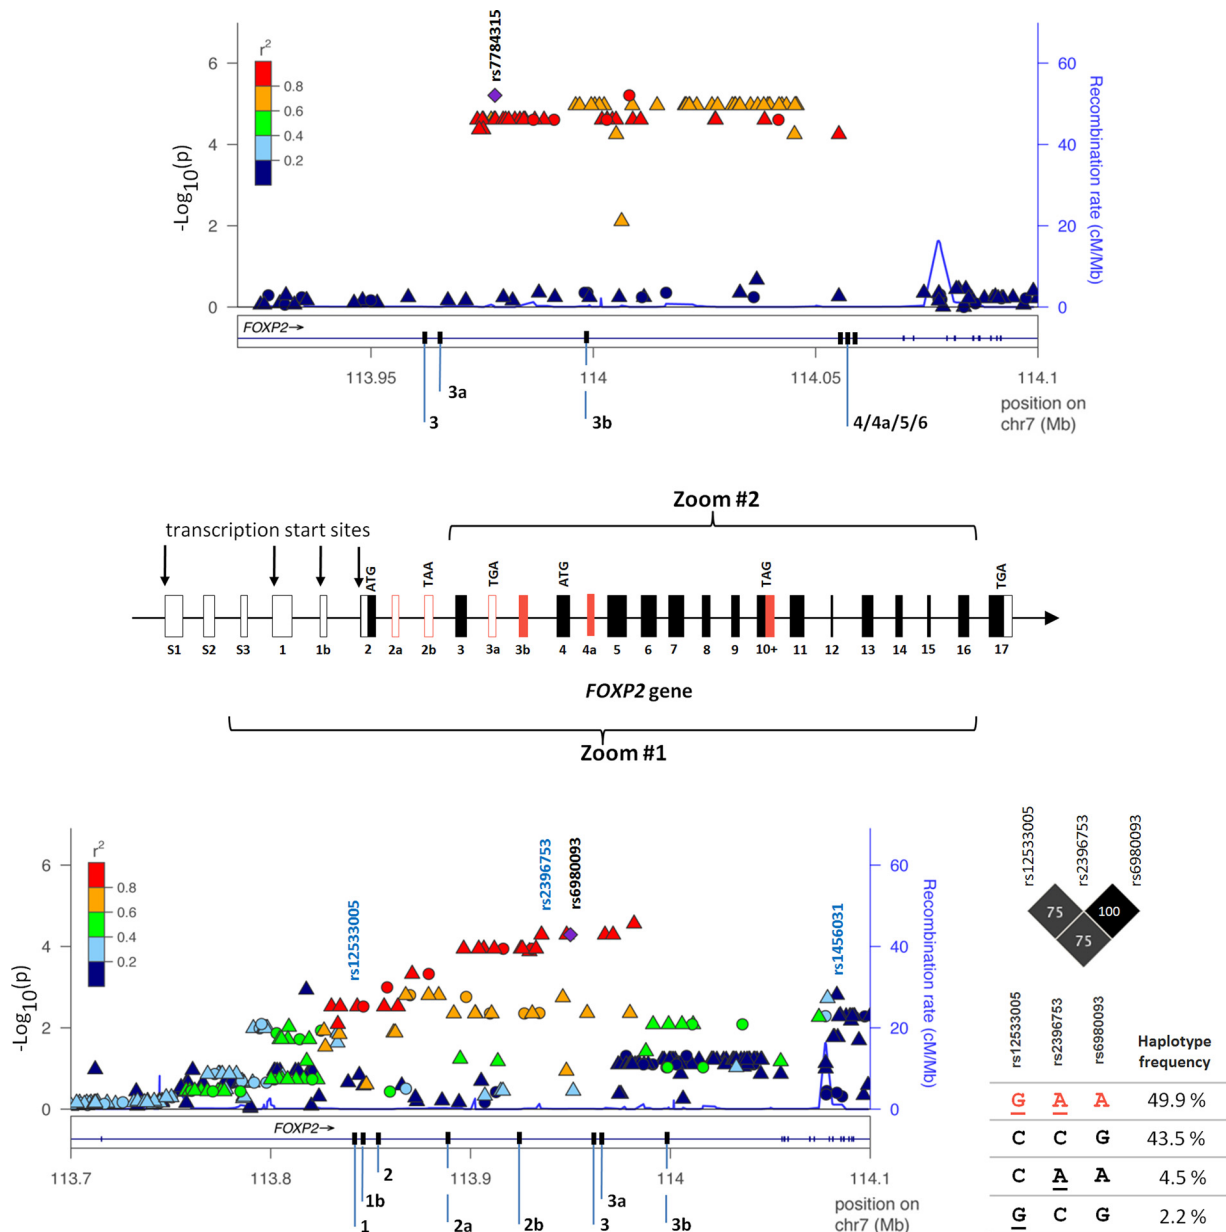 rs7784315
r2
0.8
0.6
0.4
0.2
-Log10(p)
6
4
2
0
60
40
20
0
Recombination rate (cM/Mb)
FOXP2→
113.95
114
114.05
114.1
position on
chr7 (Mb)
3
3a
3b
4/4a/5/6
Zoom #2
transcription start sites
ATG TAA TGA ATG TAG TGA
S1 S2 S3 1 1b 2 2a 2b 3 3a 3b 4 4a 5 6 7 8 9 10+ 11 12 13 14 15 16 17
FOXP2 gene
Zoom #1
r2
0.8
0.6
0.4
0.2
-Log10(p)
6
4
2
0
rs12533005
rs2396753
rs6980093
rs1456031
60
40
20
0
Recombination rate (cM/Mb)
FOXP2→
113.7
113.8
113.9
114
114.1
position on
chr7 (Mb)
1
1b
2
2a
2b
3
3a
3b
rs12533005
rs2396753
rs6980093
75
100
75
rs12533005
rs2396753
rs6980093
Haplotype
frequency
G A A 49.9 %
C C G 43.5 %
C A A 4.5 %
G C G 2.2 %